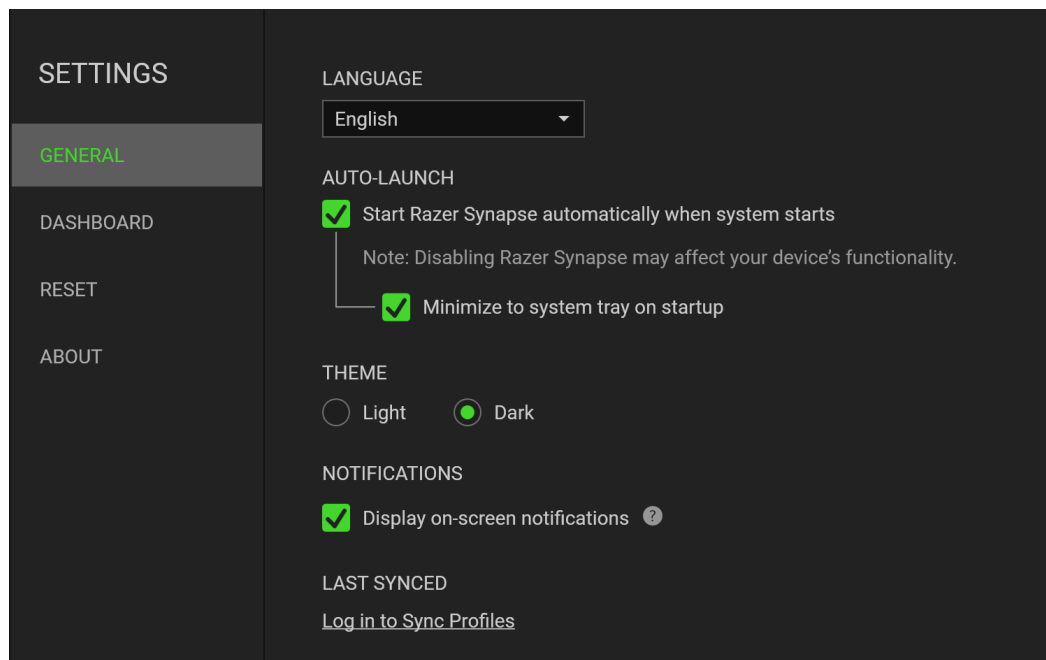 SETTINGS
GENERAL
DASHBOARD
RESET
ABOUT
LANGUAGE
English
AUTO-LAUNCH
Start Razer Synapse automatically when system starts
Note: Disabling Razer Synapse may affect your device’s functionality.
Minimize to system tray on startup
THEME
Light
Dark
NOTIFICATIONS
Display on-screen notifications ?
LAST SYNCED
Log in to Sync Profiles